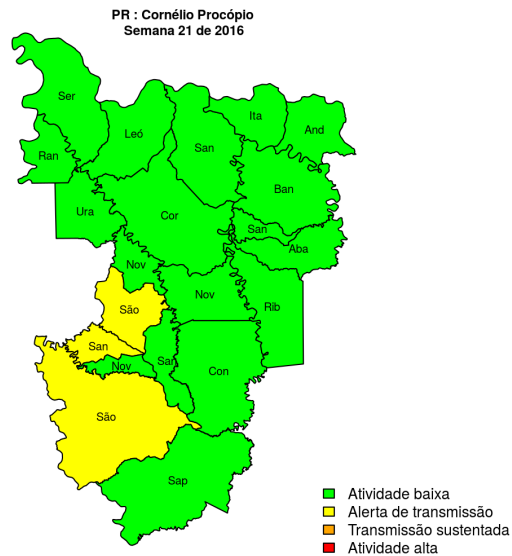 PR : Cornélio Procópio
Semana 21 de 2016
Ser
Ita
And
Leó
San
Ran
Ban
Ura
Cor
San
Aba
Nov
Nov
São
Rib
San
San
Nov
Con
São
Sap
Atividade baixa
Alerta de transmissão
Transmissão sustentada
Atividade alta